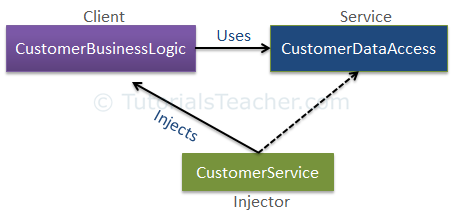 Client
Service
CustomerBusinessLogic
Uses
CustomerDataAccess
© TutorialsTeacher.com
Injects
CustomerService
Injector